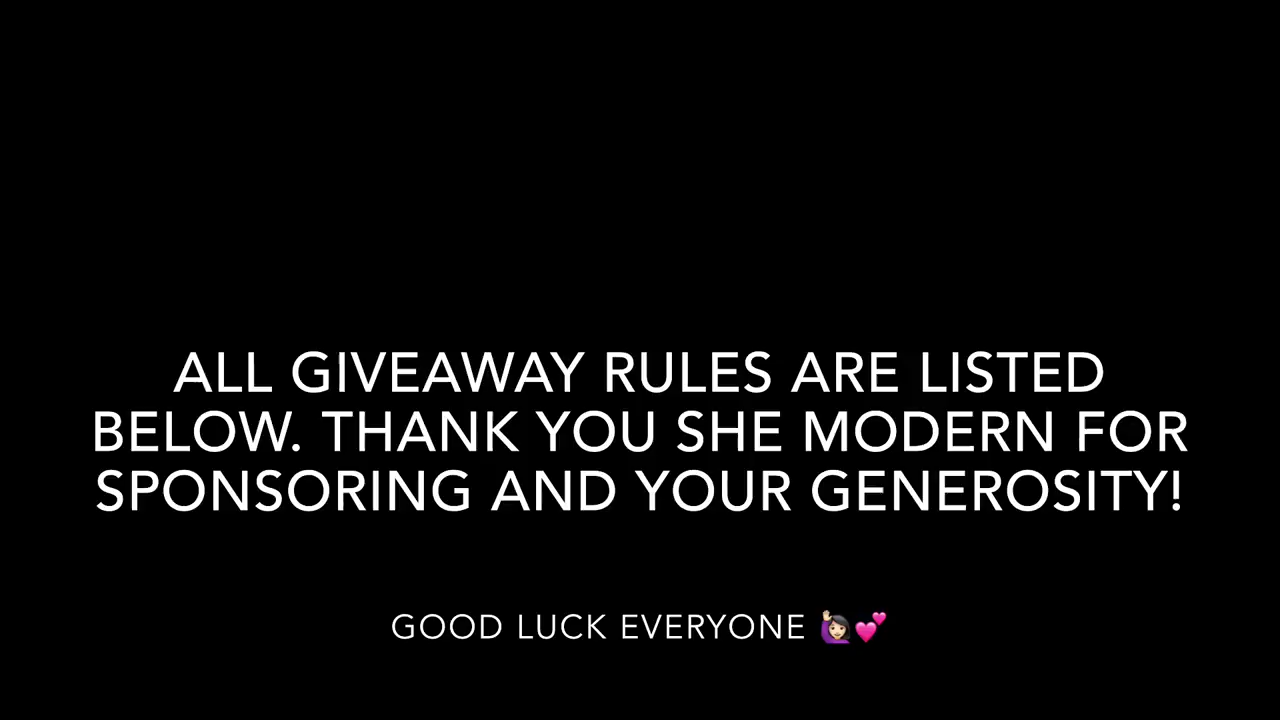 ALL GIVEAWAY RULES ARE LISTED
BELOW. THANK YOU SHE MODERN FOR
SPONSORING AND YOUR GENEROSITY!
GOOD LUCK EVERYONE 🙋🏻‍♀️💕